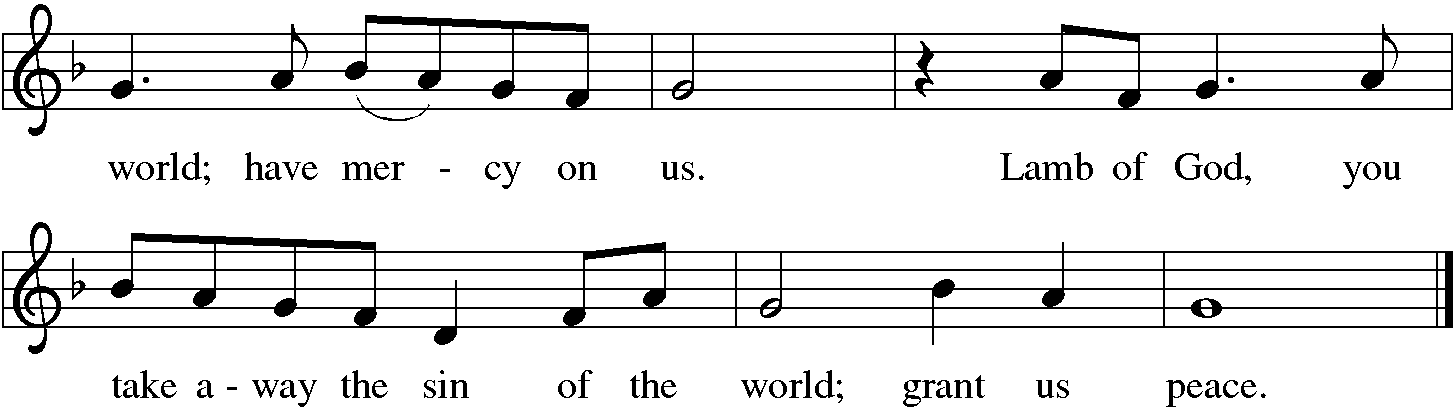 world; have mer - cy on us. Lamb of God, you
take a - way the sin of the world; grant us peace.